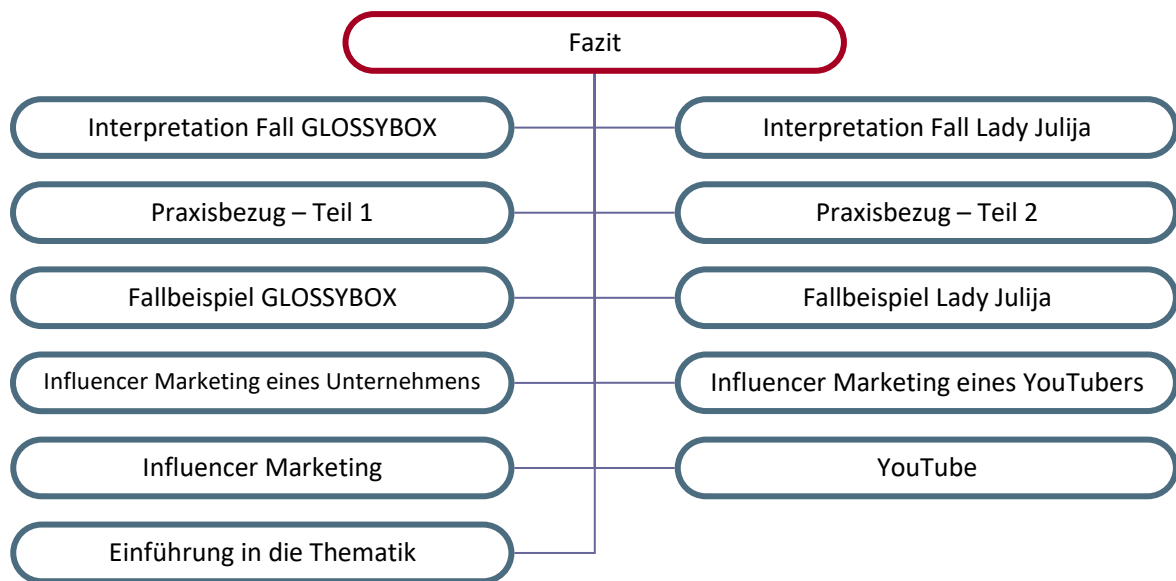 Fazit
Interpretation Fall GLOSSYBOX
Interpretation Fall Lady Julija
Praxisbezug – Teil 1
Praxisbezug – Teil 2
Fallbeispiel GLOSSYBOX
Fallbeispiel Lady Julija
Influencer Marketing eines Unternehmens
Influencer Marketing eines YouTubers
Influencer Marketing
YouTube
Einführung in die Thematik